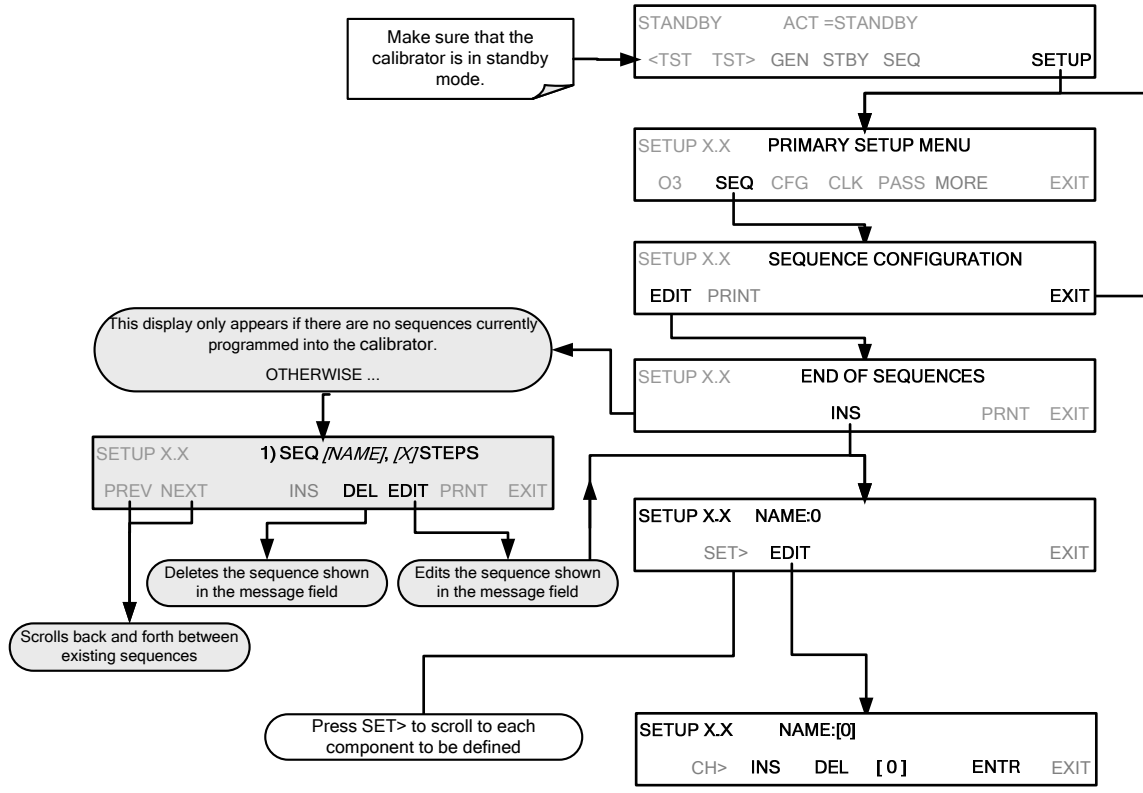 Make sure that the
calibrator is in standby
mode.
STANDBY ACT =STANDBY
<TST TST> GEN STBY SEQ SETUP
SETUP X.X PRIMARY SETUP MENU
O3 SEQ CFG CLK PASS MORE EXIT
SETUP X.X SEQUENCE CONFIGURATION
EDIT PRINT EXIT
This display only appears if there are no sequences currently
programmed into the calibrator.
OTHERWISE ...
SETUP X.X END OF SEQUENCES
INS PRNT EXIT
SETUP X.X 1) SEQ [NAME], [X] STEPS
PREV NEXT INS DEL EDIT PRNT EXIT
Deletes the sequence shown
in the message field
Edits the sequence shown
in the message field
Scrolls back and forth between
existing sequences
SETUP X.X NAME:0
SET> EDIT EXIT
Press SET> to scroll to each
component to be defined
SETUP X.X NAME:[0]
CH> INS DEL [ 0 ] ENTR EXIT